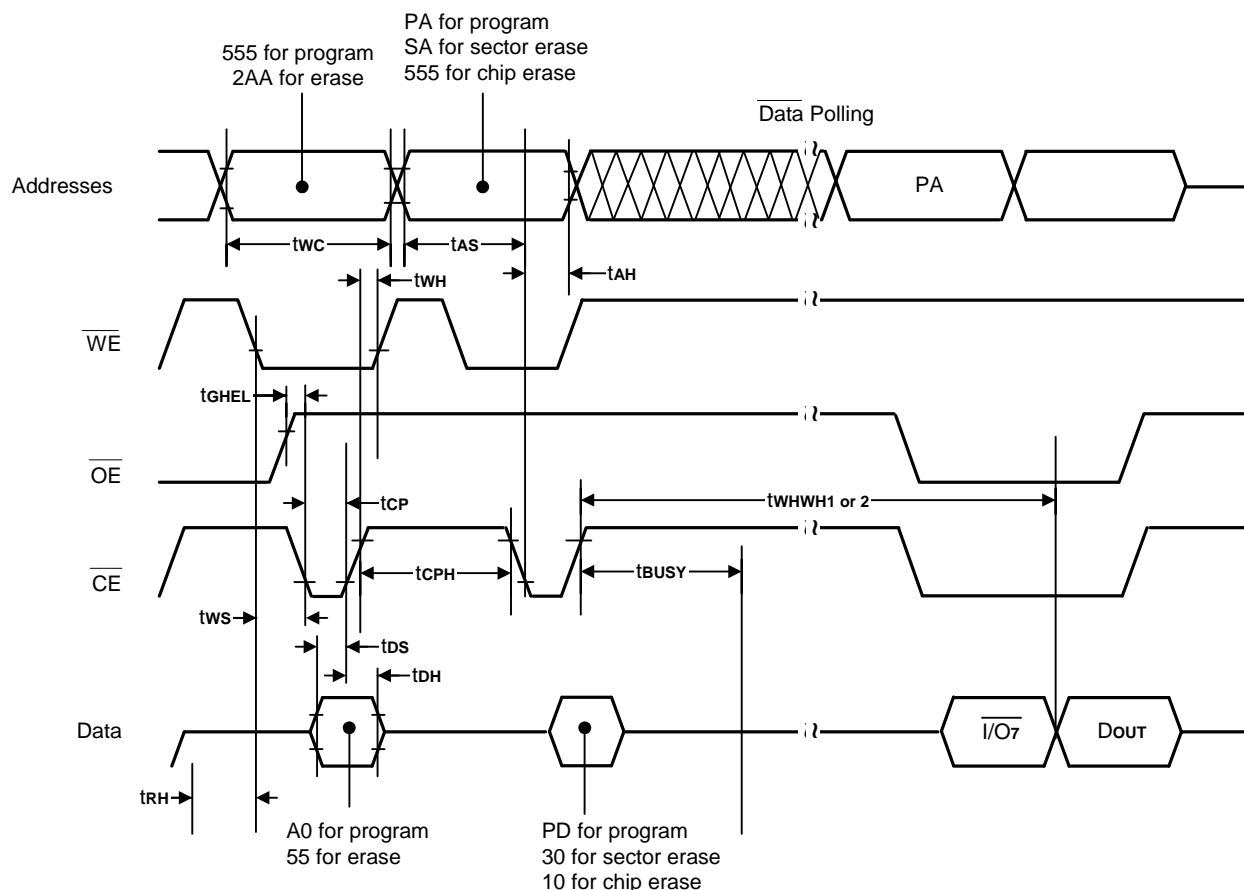 555 for program
2AA for erase
PA for program
SA for sector erase
555 for chip erase
Data Polling
Addresses
PA
tWC
tAS
tWH
tAH
WE
tGHEL
OE
tCP
tWHWH1 or 2
CE
tCPH
tBUSY
tWS
tDS
tDH
Data
I/O7
DOUT
tRH
A0 for program
55 for erase
PD for program
30 for sector erase
10 for chip erase